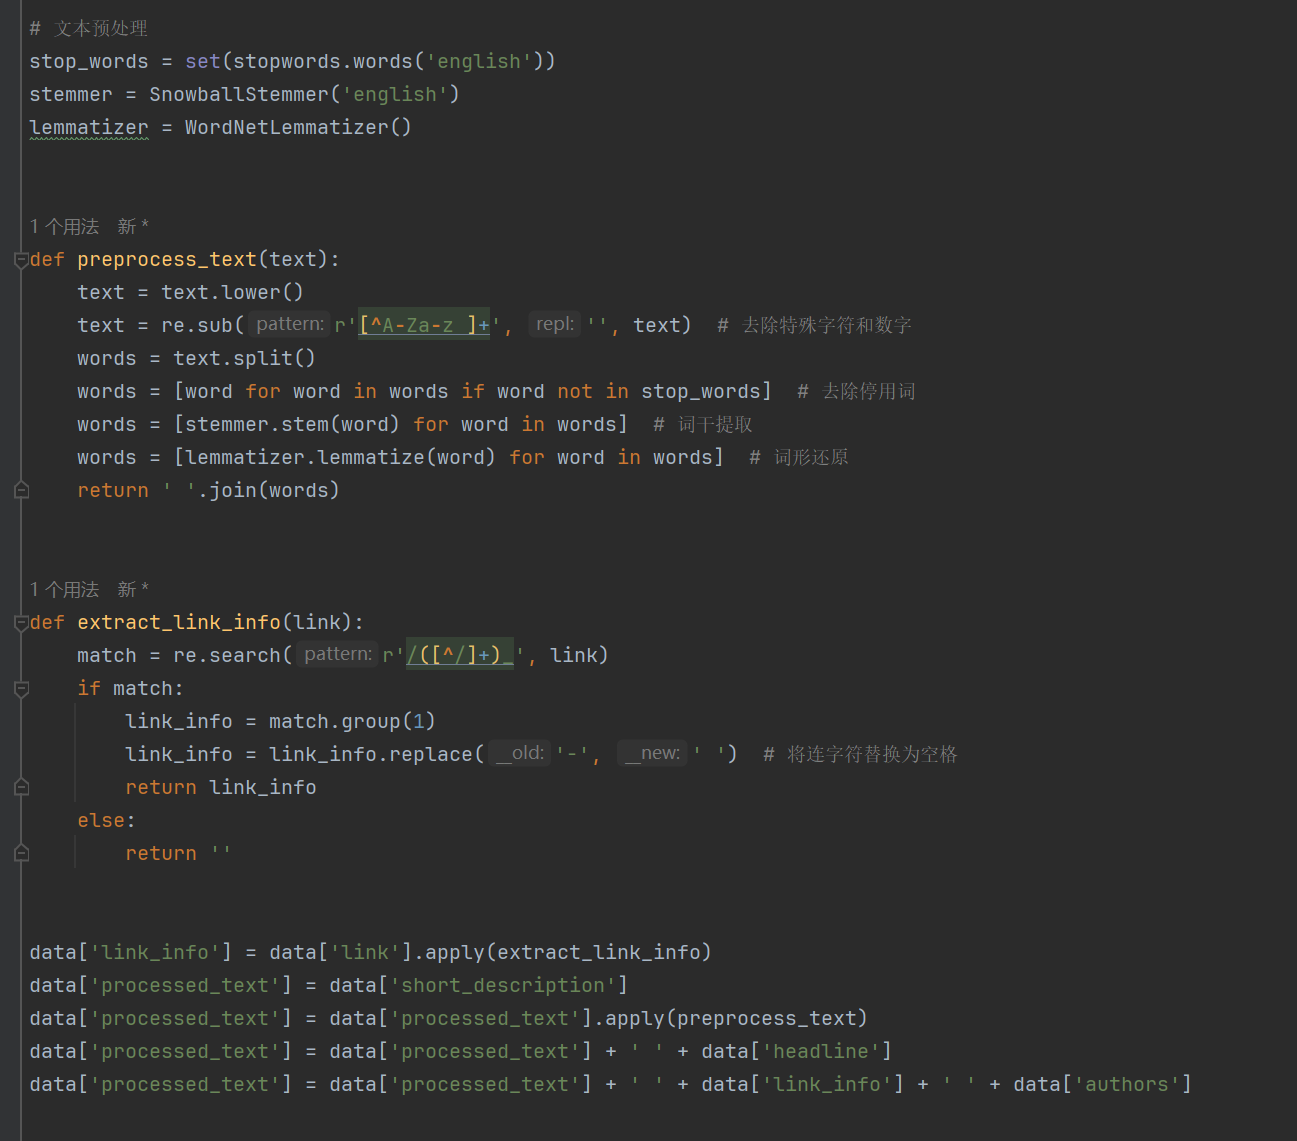 # 文本预处理
stop_words = set(stopwords.words('english'))
stemmer = SnowballStemmer('english')
lemmatizer = WordNetLemmatizer()
1 个用法 新 *
def preprocess_text(text):
text = text.lower()
text = re.sub( pattern: r'[^A-Za-z ]+', repl: '', text)  # 去除特殊字符和数字
words = text.split()
words = [word for word in words if word not in stop_words]  # 去除停用词
words = [stemmer.stem(word) for word in words]  # 词干提取
words = [lemmatizer.lemmatize(word) for word in words]  # 词形还原
return ' '.join(words)
1 个用法 新 *
def extract_link_info(link):
match = re.search( pattern: r'/([^/]+)_', link)
if match:
link_info = match.group(1)
link_info = link_info.replace( __old: '-', __new: ' ')  # 将连字符替换为空格
return link_info
else:
return ''
data['link_info'] = data['link'].apply(extract_link_info)
data['processed_text'] = data['short_description']
data['processed_text'] = data['processed_text'].apply(preprocess_text)
data['processed_text'] = data['processed_text'] + ' ' + data['headline']
data['processed_text'] = data['processed_text'] + ' ' + data['link_info'] + ' ' + data['authors']